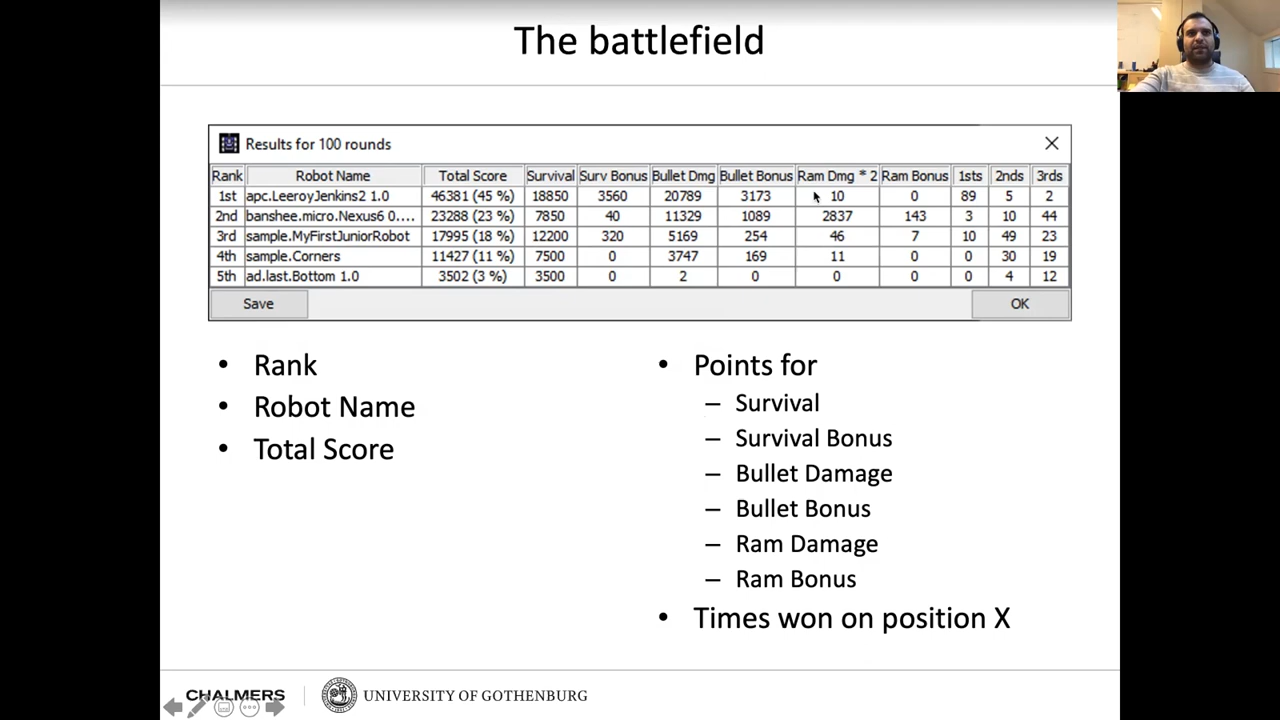 The battlefield
Results for 100 rounds
Rank Robot Name Total Score Survival Surv Bonus Bullet Dmg Bullet Bonus Ram Dmg * 2 Ram Bonus 1sts 2nds 3rds
1st apc.LeeroyJenkins2 1.0 46381 (45 %) 18850 3560 20789 3173 10 0 89 5 2
2nd banshee.micro.Nexus6 0.... 23288 (23 %) 7850 40 11329 1089 2837 143 3 10 44
3rd sample.MyFirstJuniorRobot 17995 (18 %) 12200 320 5169 254 46 7 10 49 23
4th sample.Corners 11427 (11 %) 7500 0 3747 169 11 0 0 30 19
5th ad.last.Bottom 1.0 3502 (3 %) 3500 0 2 0 0 0 0 4 12
Save OK
• Rank
• Robot Name
• Total Score
• Points for
– Survival
– Survival Bonus
– Bullet Damage
– Bullet Bonus
– Ram Damage
– Ram Bonus
• Times won on position X
CHALMERS UNIVERSITY OF GOTHENBURG